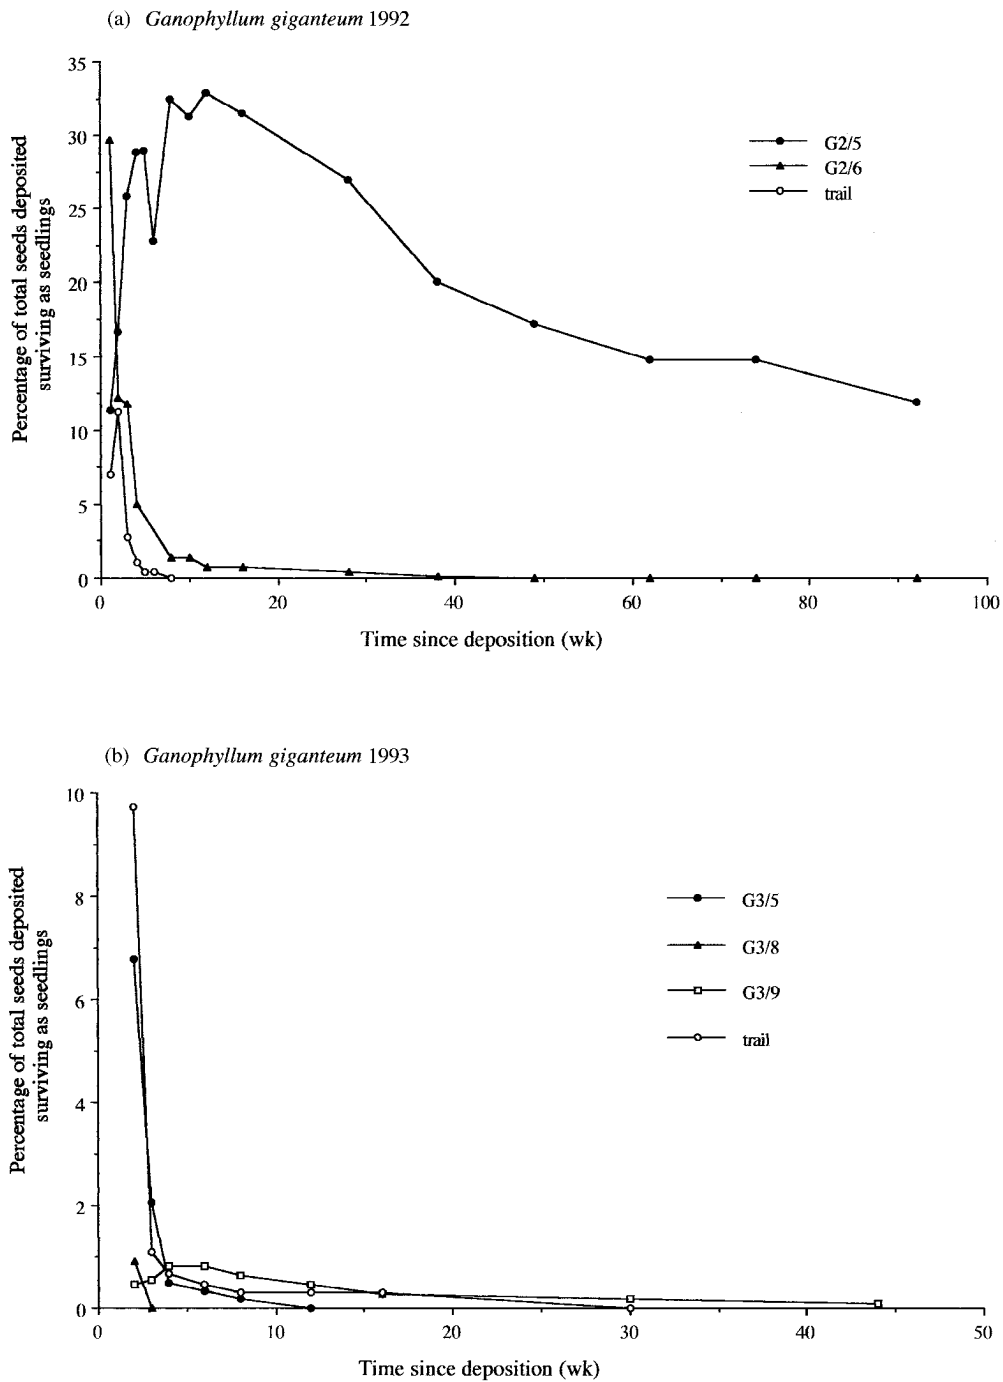 (a) Ganophyllum giganteum 1992
Percentage of total seeds deposited
surviving as seedlings
35
30
25
20
15
10
5
0
0 20 40 60 80 100
Time since deposition (wk)
G2/5
G2/6
trail
(b) Ganophyllum giganteum 1993
Percentage of total seeds deposited
surviving as seedlings
10
8
6
4
2
0
0 10 20 30 40 50
Time since deposition (wk)
G3/5
G3/8
G3/9
trail